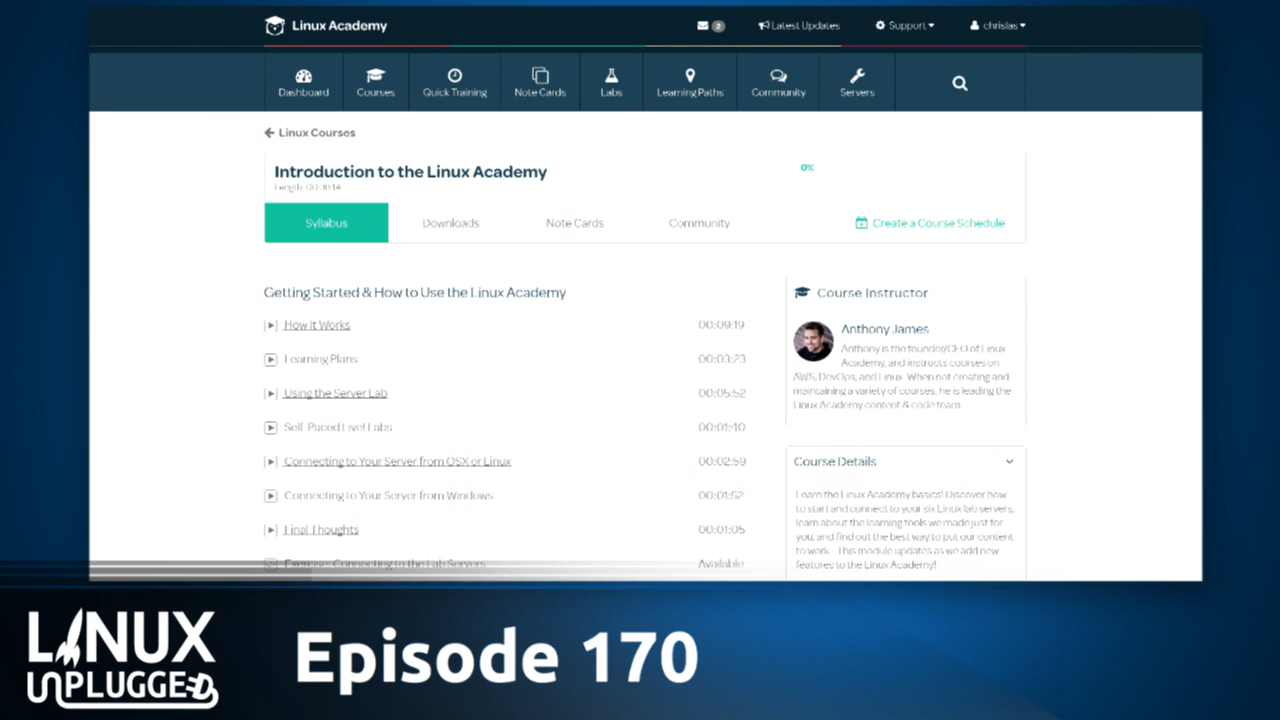 Linux Academy
2
Latest Updates
Support
chrislas
Dashboard
Courses
Quick Training
Note Cards
Labs
Learning Paths
Community
Servers
Linux Courses
Introduction to the Linux Academy
0%
Syllabus
Downloads
Note Cards
Community
Create a Course Schedule
Getting Started & How to Use the Linux Academy
How It Works 00:09:19
Learning Plans 00:03:23
Using the Server Lab 00:05:52
Self-Paced Live! Labs 00:01:40
Connecting to Your Server from OSX or Linux 00:02:59
Connecting to Your Server from Windows 00:01:52
Final Thoughts 00:01:05
Exercise: Connecting to the Lab Servers Available
Course Instructor
Anthony James
Anthony is the founder/CEO of Linux
Academy, and instructs courses on
AWS, DevOps, and Linux. When not creating and
maintaining a variety of courses, he is leading the
Linux Academy content & code team.
Course Details
Learn the Linux Academy basics! Discover how
to start and connect to your six Linux lab servers,
learn about the learning tools we made just for
you, and find out the best way to put our content
to work. This module updates as we add new
features to the Linux Academy!
LINUX
UNPLUGGED
Episode 170